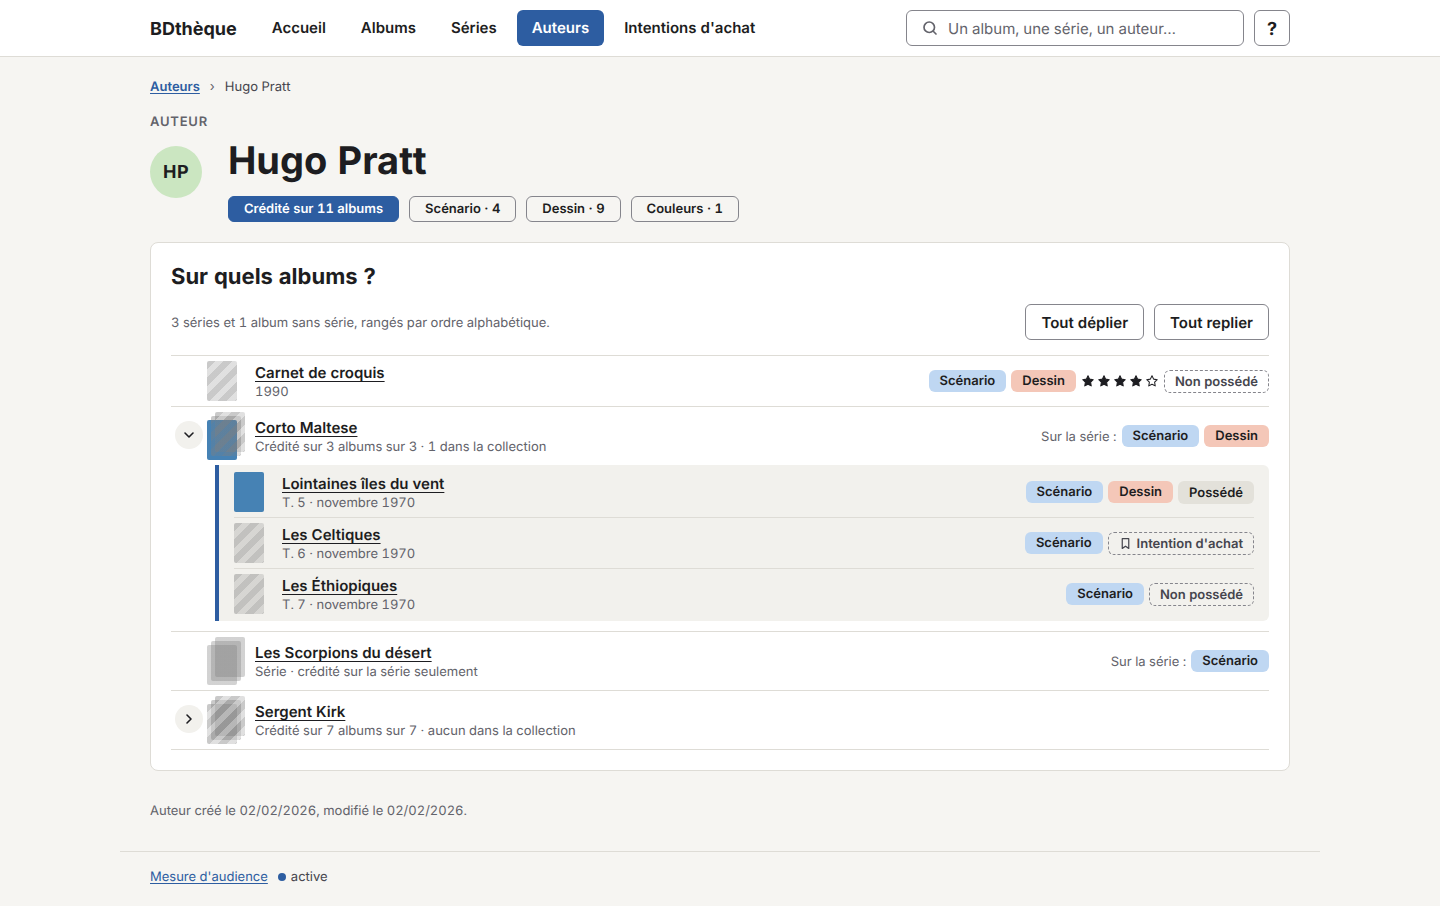 BDthèque
Accueil
Albums
Séries
Auteurs
Intentions d'achat
Un album, une série, un auteur...
?
Auteurs › Hugo Pratt
AUTEUR
HP
Hugo Pratt
Crédité sur 11 albums
Scénario · 4
Dessin · 9
Couleurs · 1
Sur quels albums ?
3 séries et 1 album sans série, rangés par ordre alphabétique.
Tout déplier
Tout replier
Carnet de croquis
1990
Scénario
Dessin
Non possédé
Corto Maltese
Crédité sur 3 albums sur 3 · 1 dans la collection
Sur la série :
Scénario
Dessin
Lointaines îles du vent
T. 5 · novembre 1970
Scénario
Dessin
Possédé
Les Celtiques
T. 6 · novembre 1970
Scénario
Intention d'achat
Les Éthiopiques
T. 7 · novembre 1970
Scénario
Non possédé
Les Scorpions du désert
Série · crédité sur la série seulement
Sur la série :
Scénario
Sergent Kirk
Crédité sur 7 albums sur 7 · aucun dans la collection
Auteur créé le 02/02/2026, modifié le 02/02/2026.
Mesure d'audience
active